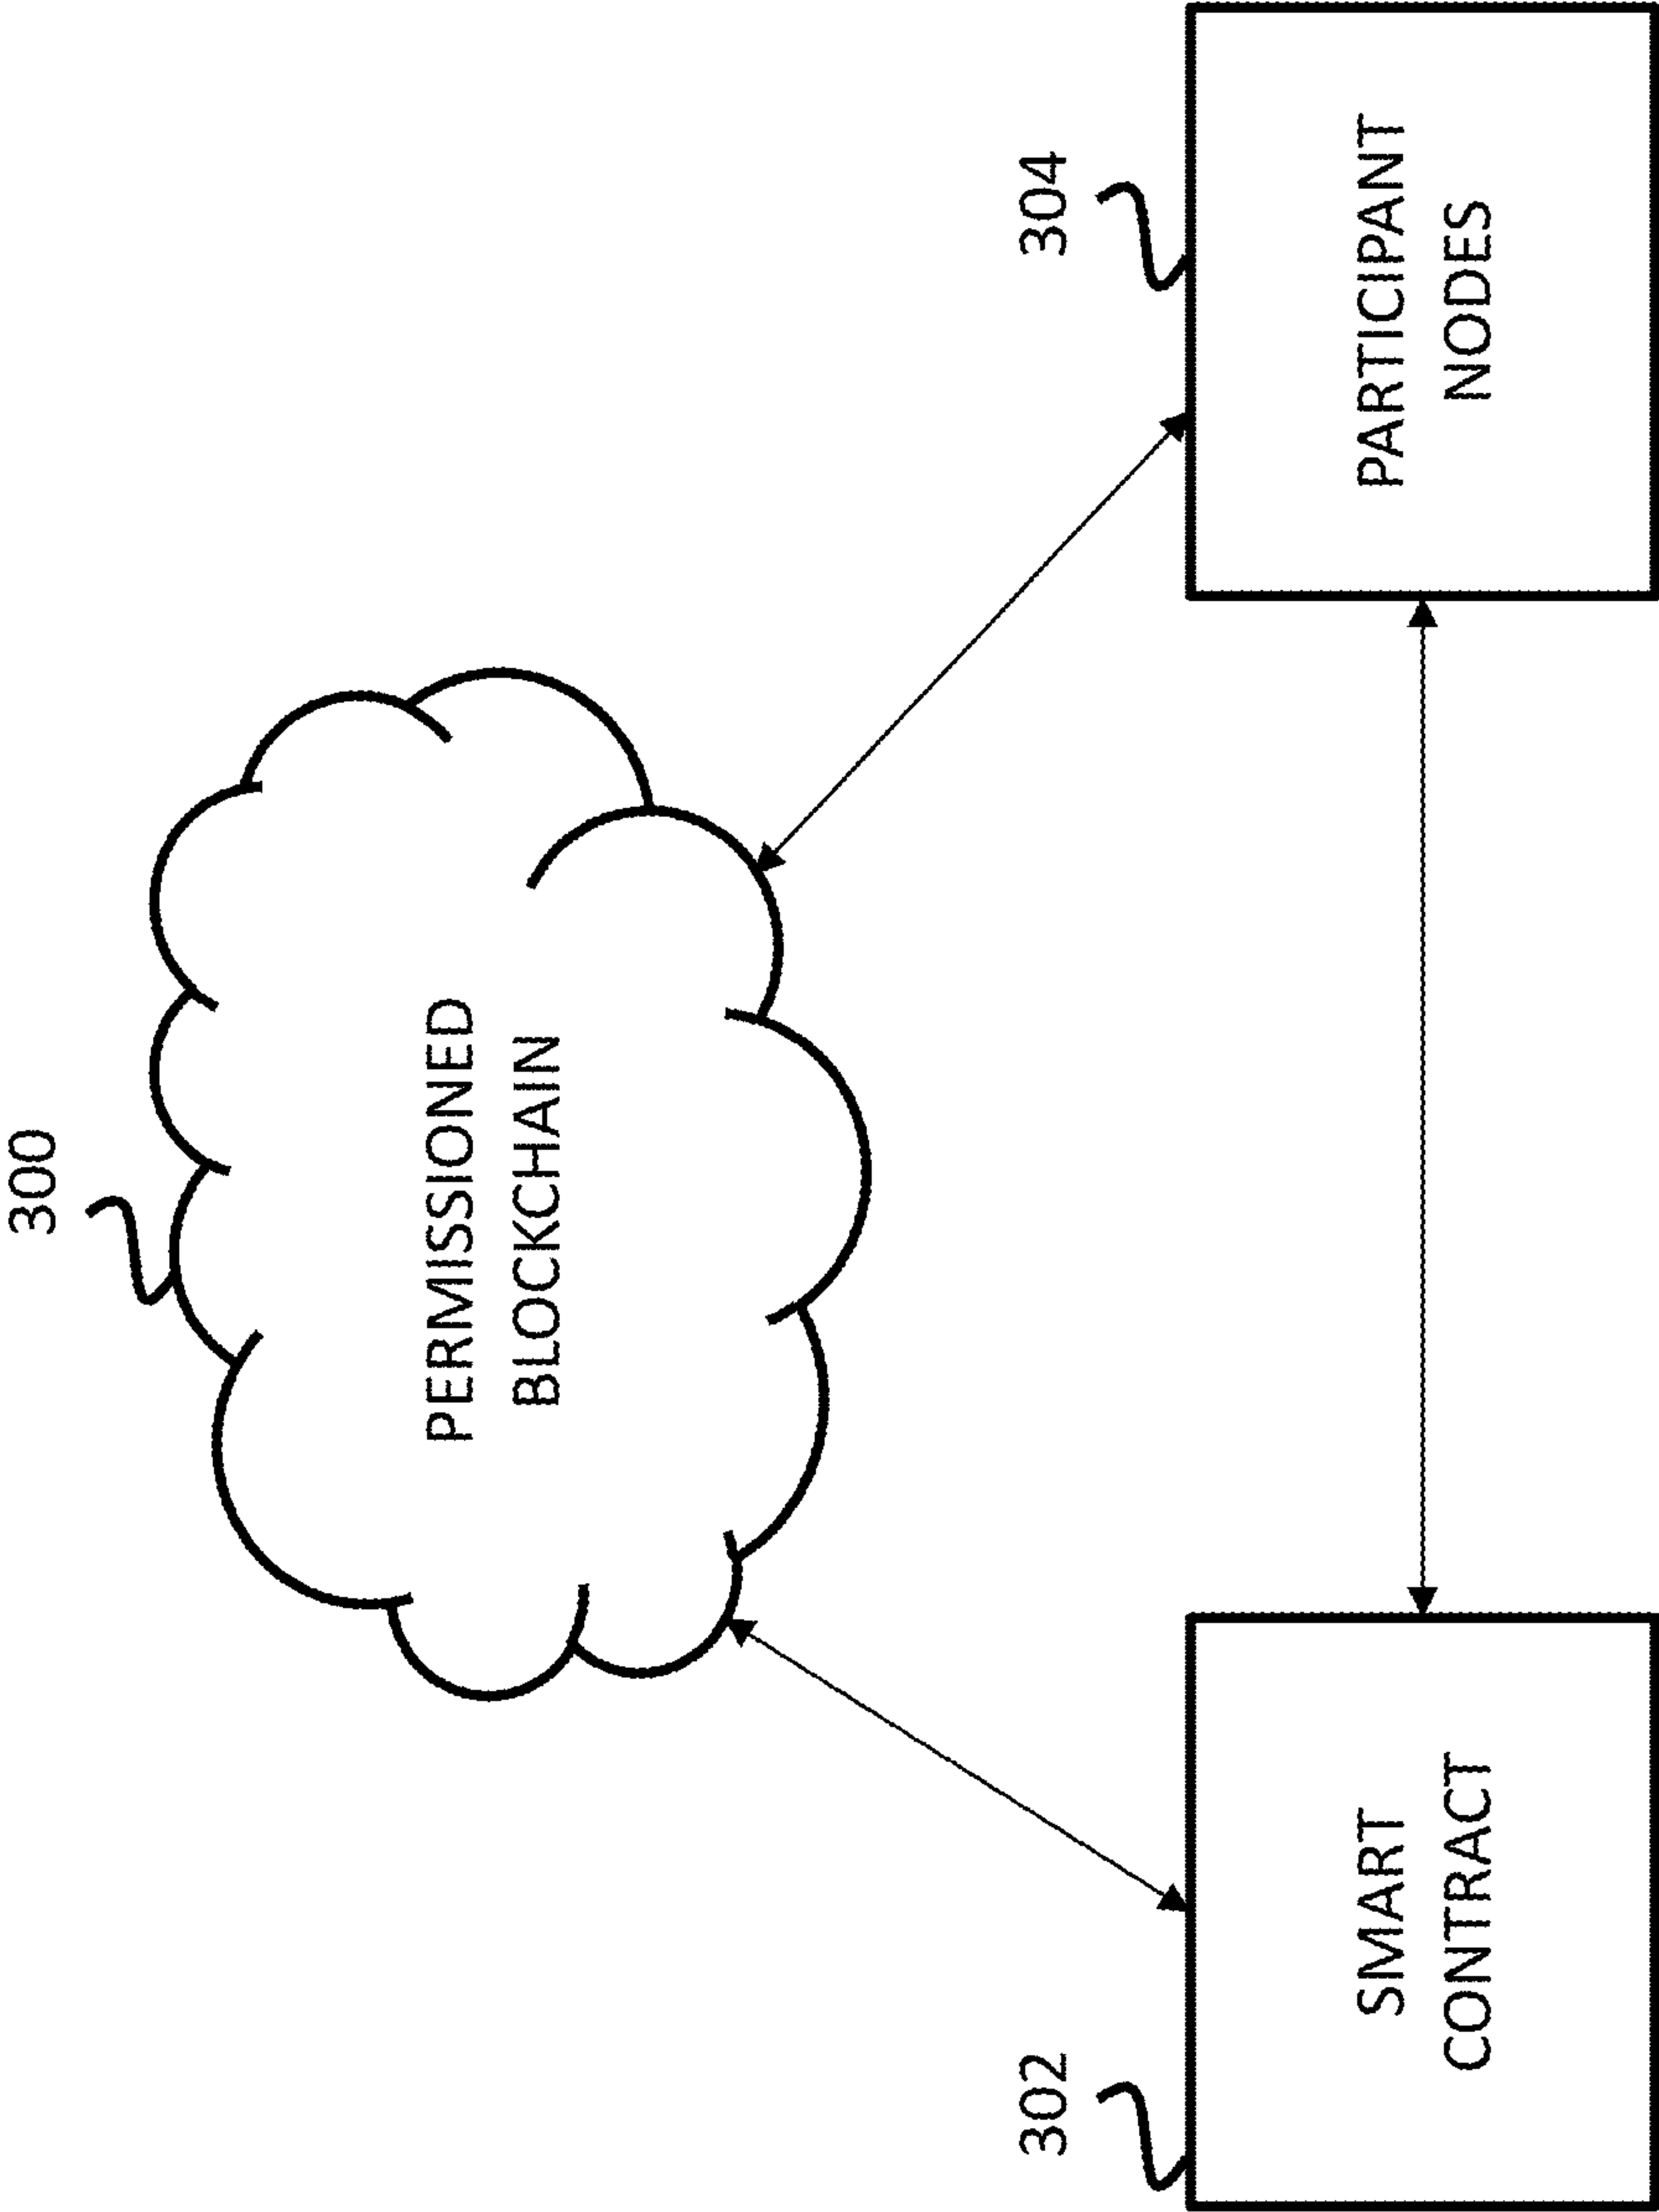 300
PERMISSIONED
BLOCKCHAIN
302
SMART
CONTRACT
304
PARTICIPANT
NODES